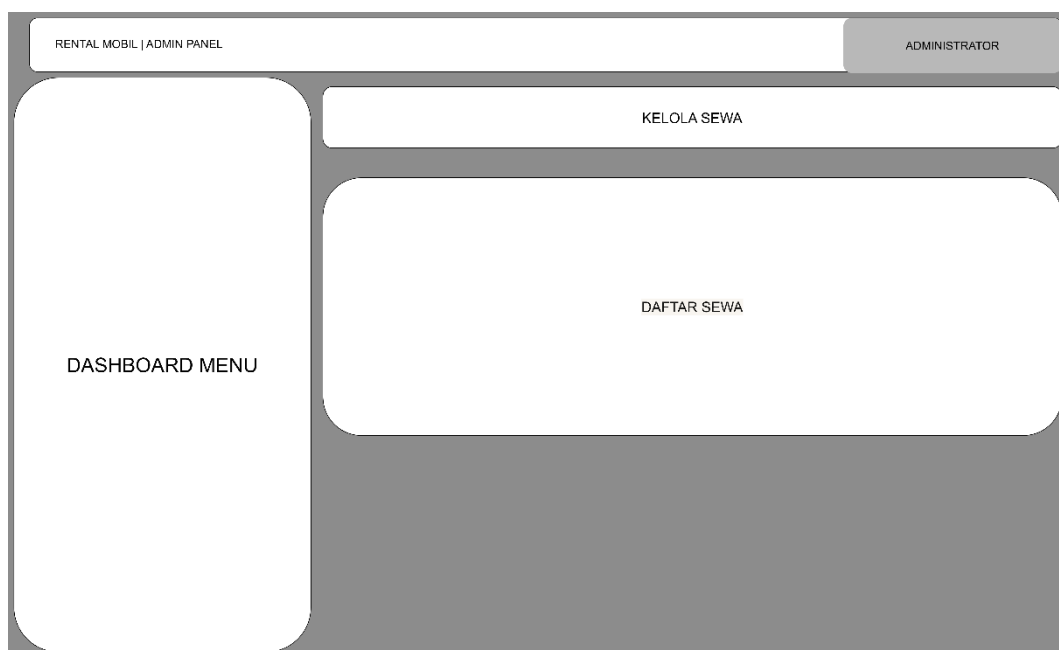 RENTAL MOBIL | ADMIN PANEL
ADMINISTRATOR
KELOLA SEWA
DAFTAR SEWA
DASHBOARD MENU